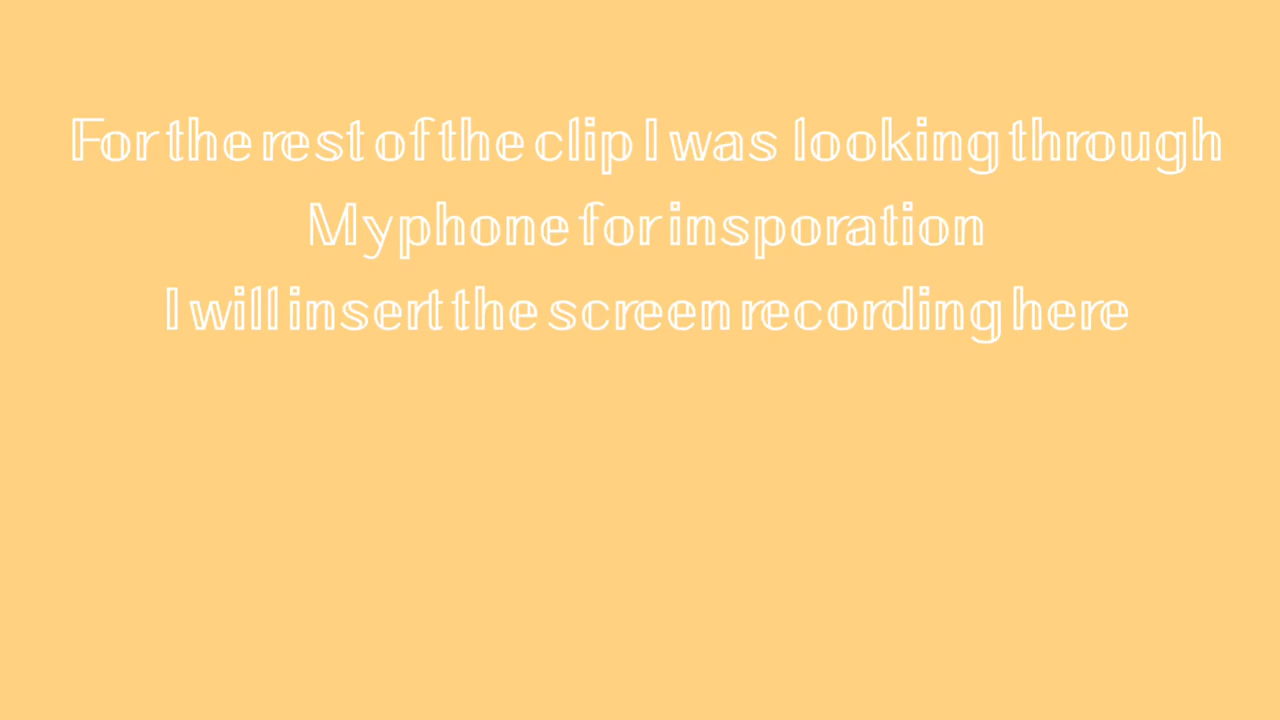 For the rest of the clip I was looking through
My phone for insporation
I will insert the screen recording here